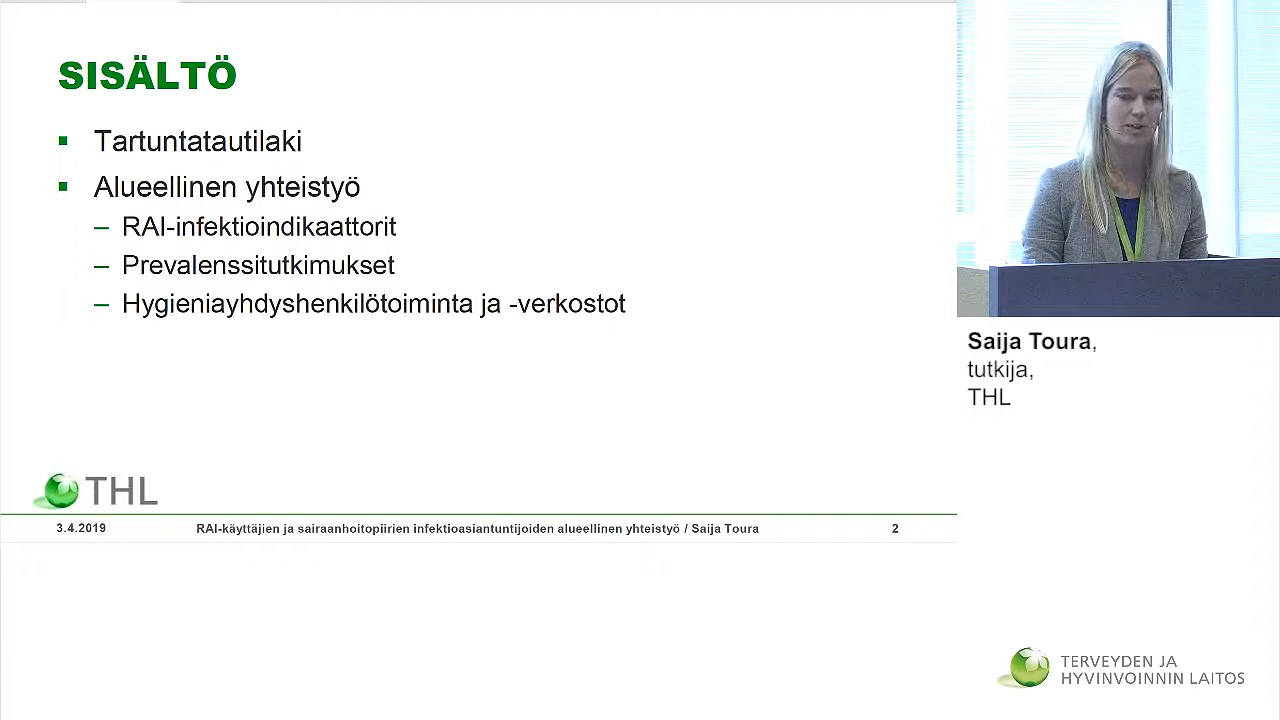 SISÄLTÖ
Tartuntatautilaki
Alueellinen yhteistyö
– RAI-infektioindikaattorit
– Prevalenssitutkimukset
– Hygieniayhdyshenkilötoiminta ja -verkostot
THL
3.4.2019 RAI-käyttäjien ja sairaanhoitopiirien infektioasiantuntijoiden alueellinen yhteistyö / Saija Toura 2
Saija Toura,
tutkija,
THL
TERVEYDEN JA
HYVINVOINNIN LAITOS